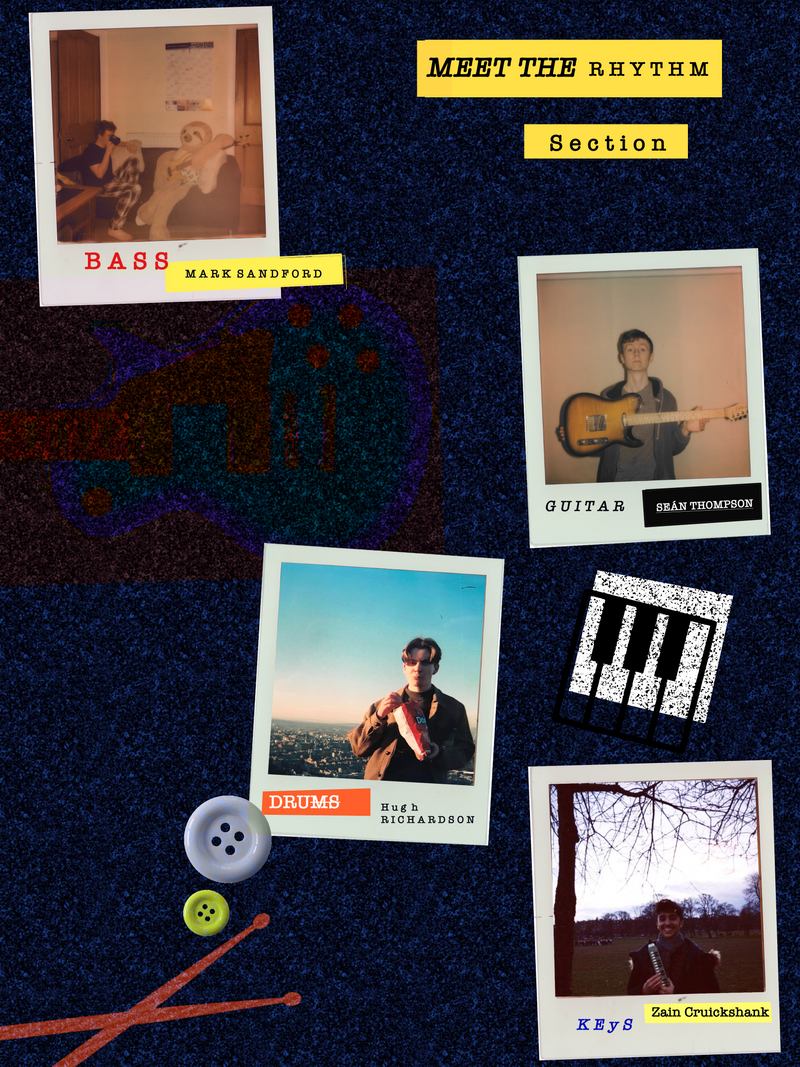 MEET THE RHYTHM
Section
BASS
MARK SANDFORD
GUITAR
SEÁN THOMPSON
DRUMS
Hugh
RICHARDSON
KEyS
Zain Cruickshank